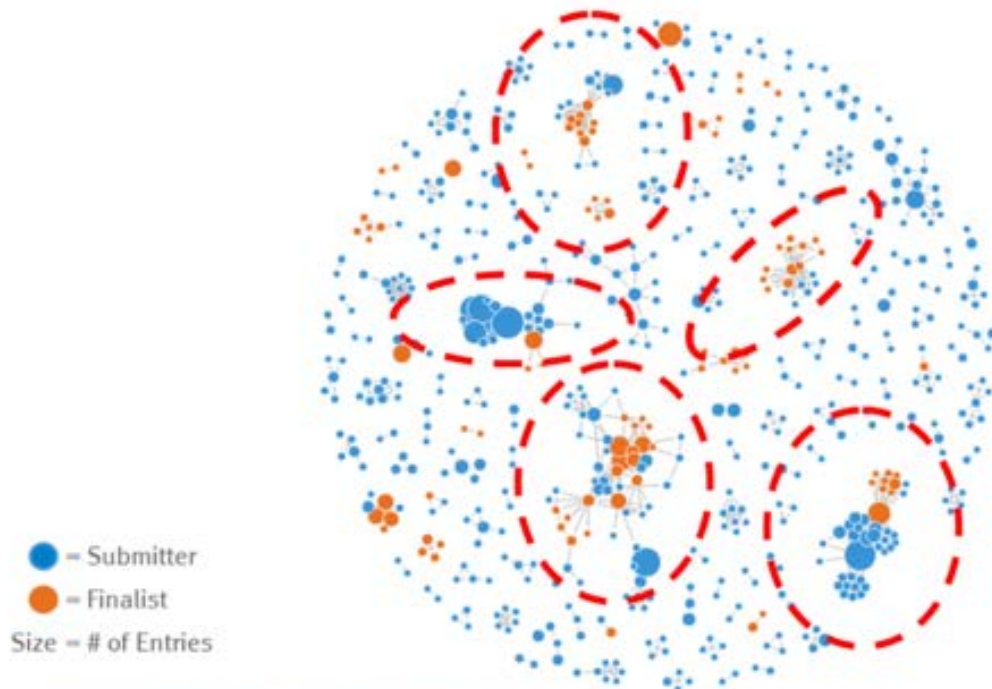 = Submitter
= Finalist
Size = # of Entries